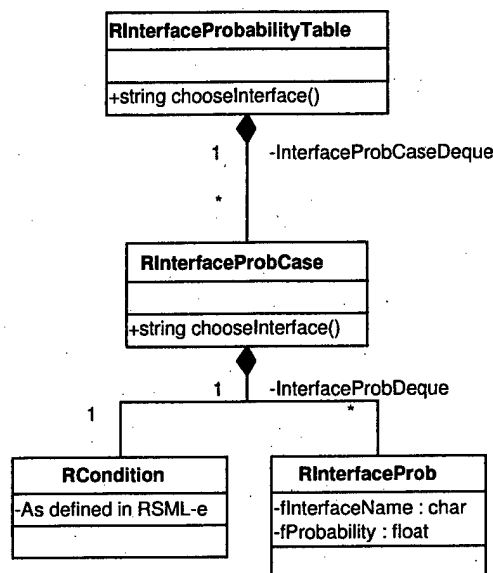 RInterfaceProbabilityTable
+string chooseInterface()
1 -InterfaceProbCaseDeque
*
RInterfaceProbCase
+string chooseInterface()
1 -InterfaceProbDeque
1 *
RCondition
-As defined in RSML-e
RInterfaceProb
-fInterfaceName : char
-fProbability : float